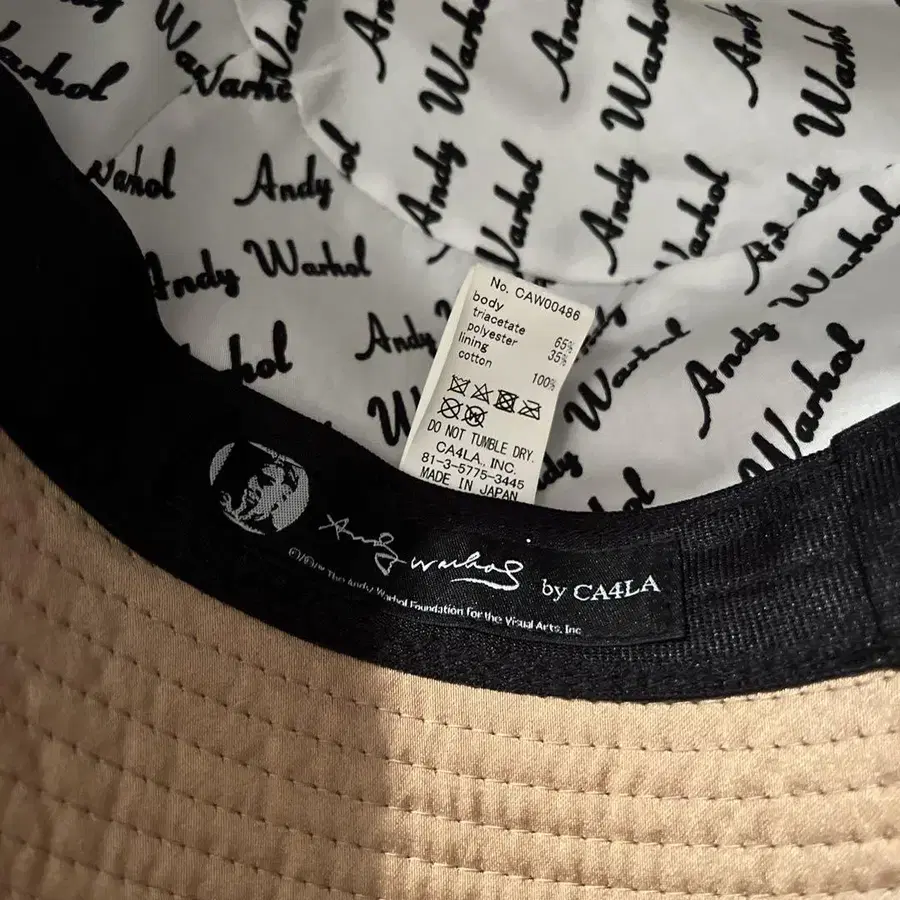 Andy Warhol
Andy Warhol
Andy Warhol
Andy Warhol
Andy Warhol
Andy Warhol
No. CAW00486
body
triacetate 65%
polyester 35%
lining
cotton 100%
DO NOT TUMBLE DRY.
CA4LA., INC.
81-3-5775-3445
MADE IN JAPAN
Andy Warhol by CA4LA
The Andy Warhol Foundation for the Visual Arts, Inc